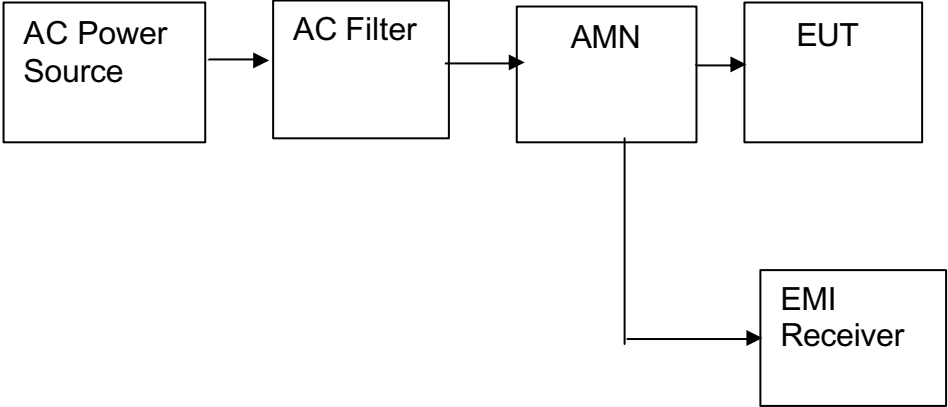 AC Power
Source
AC Filter
AMN
EUT
EMI
Receiver